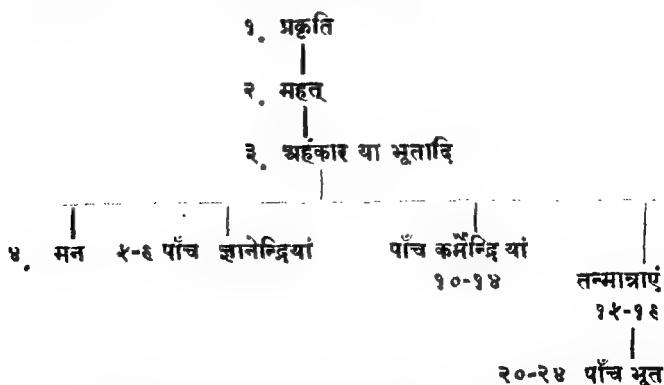 १. प्रकृति
२. महत्
३. अहंकार या भूतादि
४. मन ५-९ पाँच ज्ञानेन्द्रियां पाँच कर्मेन्द्रियां
१०-१४ तन्मात्राएं
१५-१९
२०-२४ पाँच भूत